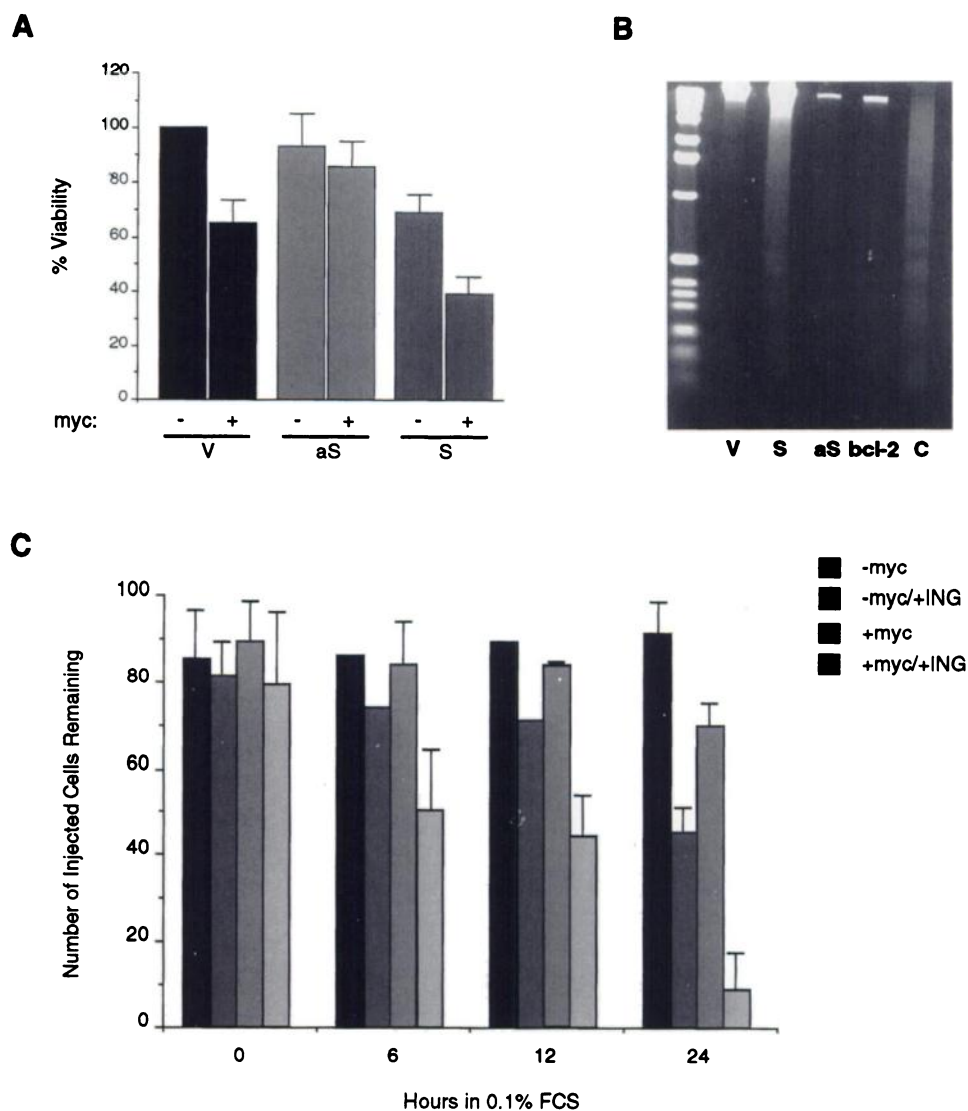 A
120
100
80
60
40
20
0
% Viability
myc: - + - + - +
V aS S
B
V S aS bcl-2 C
C
100
80
60
40
20
0
Number of Injected Cells Remaining
0 6 12 24
Hours in 0.1% FCS
-myc
-myc/+ING
+myc
+myc/+ING